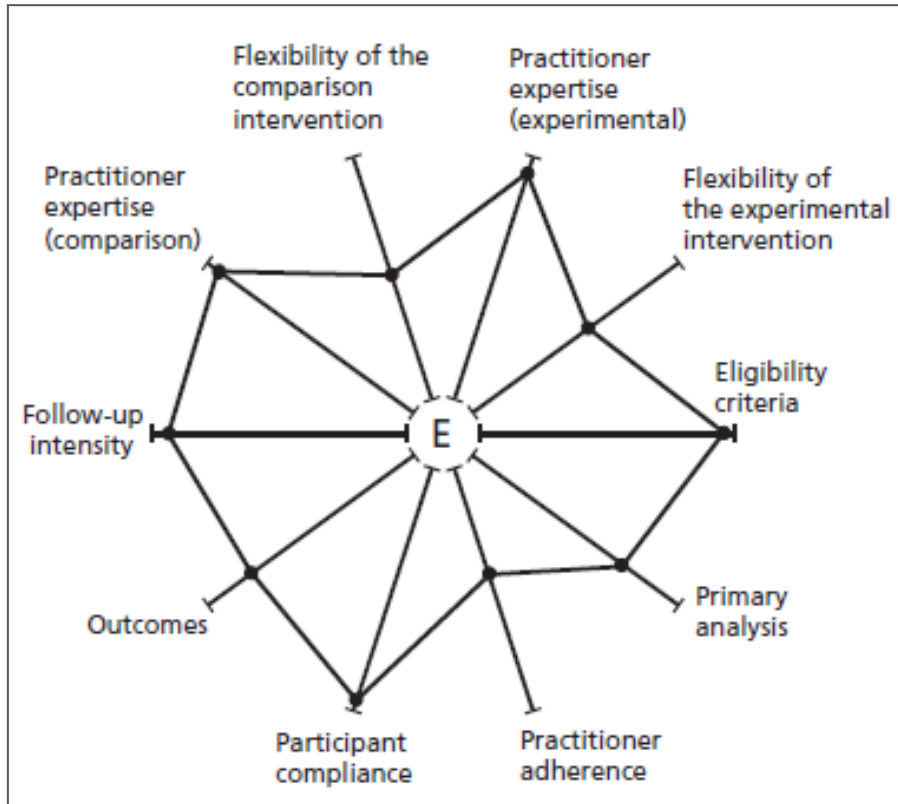 Flexibility of the
comparison
intervention
Practitioner
expertise
(experimental)
Practitioner
expertise
(comparison)
Flexibility of
the experimental
intervention
Eligibility
criteria
Follow-up
intensity
E
Outcomes
Primary
analysis
Participant
compliance
Practitioner
adherence